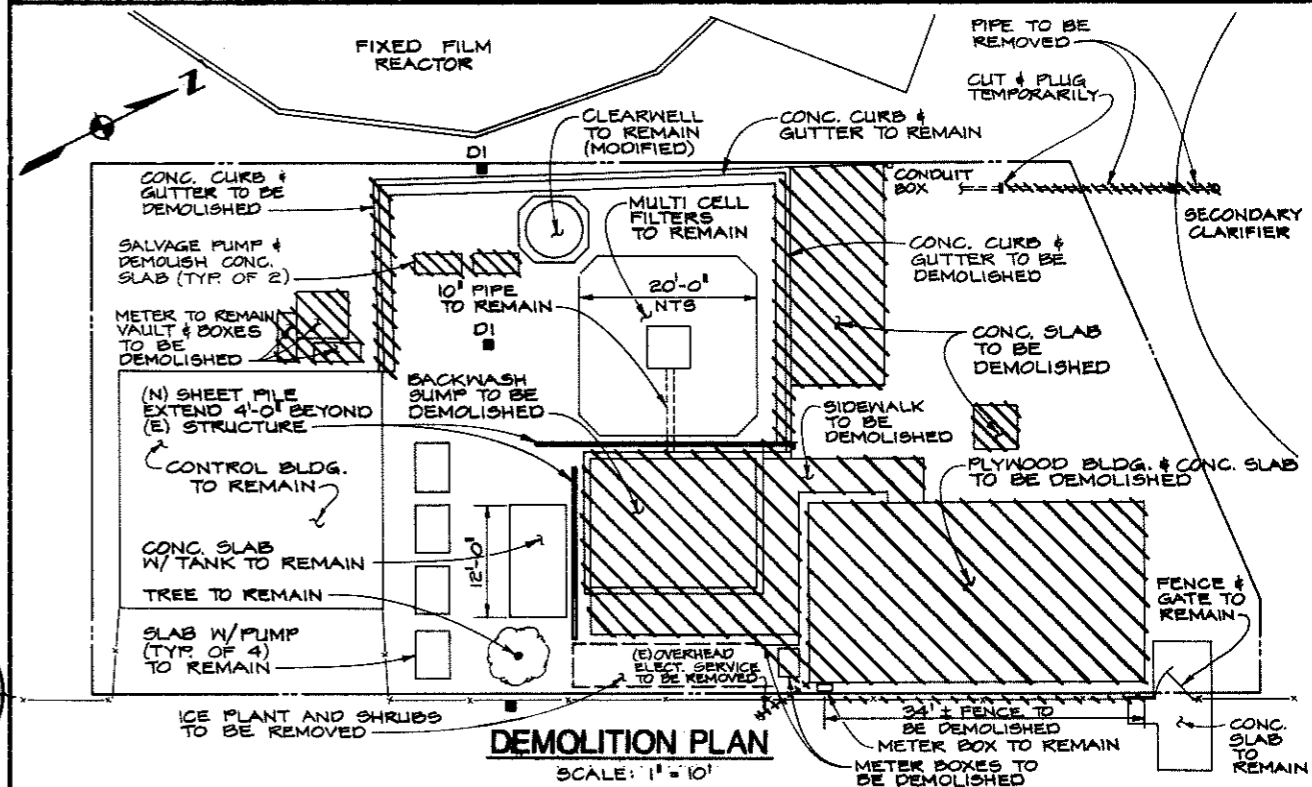 FIXED FILM
REACTOR
PIPE TO BE
REMOVED
CUT & PLUG
TEMPORARILY
Z
CLEARWELL
TO REMAIN
(MODIFIED)
CONC. CURB &
GUTTER TO REMAIN
D1
CONDUIT
BOX
CONC. CURB &
GUTTER TO BE
DEMOLISHED
MULTI CELL
FILTERS
TO REMAIN
SECONDARY
CLARIFIER
SALVAGE PUMP &
DEMOLISH CONC.
SLAB (TYP. OF 2)
CONC. CURB &
GUTTER TO BE
DEMOLISHED
10" PIPE
TO REMAIN
20'-0"
NTS
METER TO REMAIN
VAULT & BOXES
TO BE
DEMOLISHED
D1
CONC. SLAB
TO BE
DEMOLISHED
BACKWASH
SUMP TO BE
DEMOLISHED
(N) SHEET PILE
EXTEND 4'-0" BEYOND
(E) STRUCTURE
SIDEWALK
TO BE
DEMOLISHED
CONTROL BLDG.
TO REMAIN
PLYWOOD BLDG. & CONC. SLAB
TO BE DEMOLISHED
CONC. SLAB
W/ TANK TO REMAIN
12'-0"
TREE TO REMAIN
FENCE &
GATE TO
REMAIN
SLAB W/PUMP
(TYP. OF 4)
TO REMAIN
(E) OVERHEAD
ELECT. SERVICE
TO BE REMOVED
ICE PLANT AND SHRUBS
TO BE REMOVED
34' ± FENCE TO
BE DEMOLISHED
METER BOX TO REMAIN
METER BOXES TO
BE DEMOLISHED
CONC.
SLAB
TO
REMAIN
DEMOLITION PLAN
SCALE: 1" = 10'